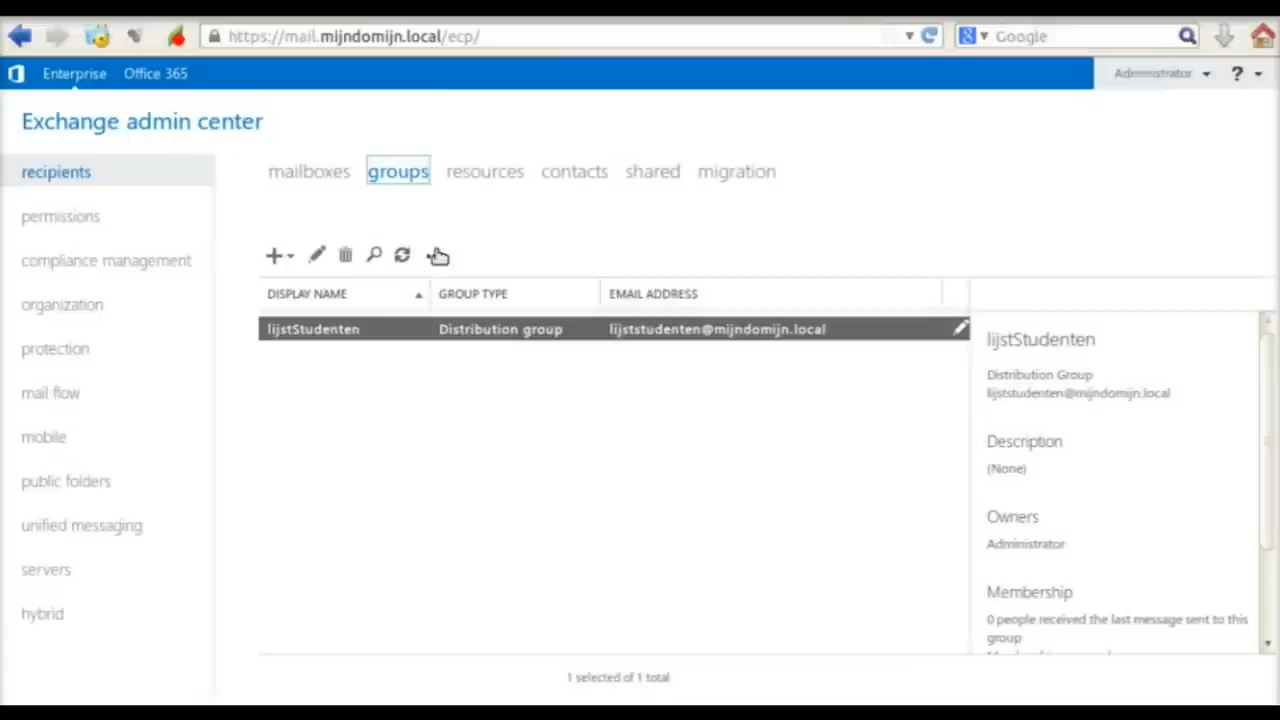 https://mail.mijndomijn.local/ecp/
Google
Enterprise Office 365
Administrator ?
Exchange admin center
recipients
permissions
compliance management
organization
protection
mail flow
mobile
public folders
unified messaging
servers
hybrid
mailboxes groups resources contacts shared migration
DISPLAY NAME GROUP TYPE EMAIL ADDRESS
lijstStudenten Distribution group lijststudenten@mijndomijn.local
lijstStudenten
Distribution Group
lijststudenten@mijndomijn.local
Description
(None)
Owners
Administrator
Membership
0 people received the last message sent to this
group
1 selected of 1 total